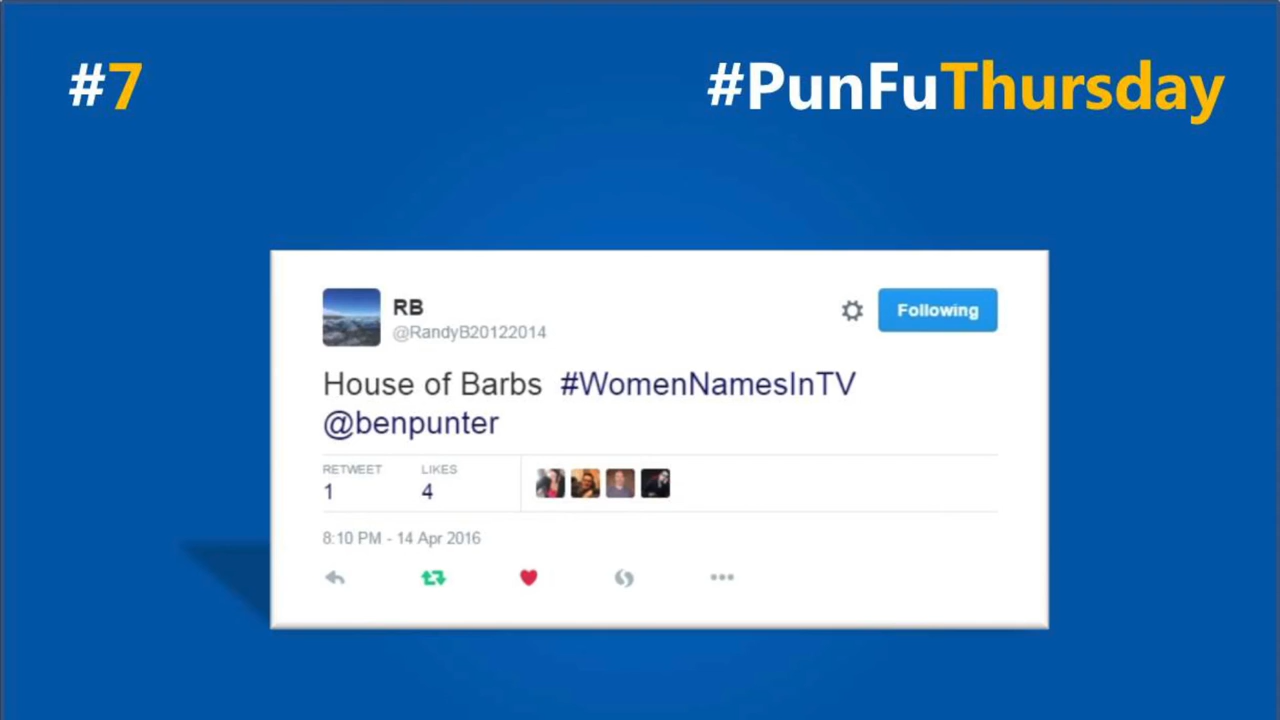 #7
#PunFuThursday
RB
@RandyB20122014
Following
House of Barbs #WomenNamesInTV
@benpunter
RETWEET LIKES
1 4
8:10 PM - 14 Apr 2016